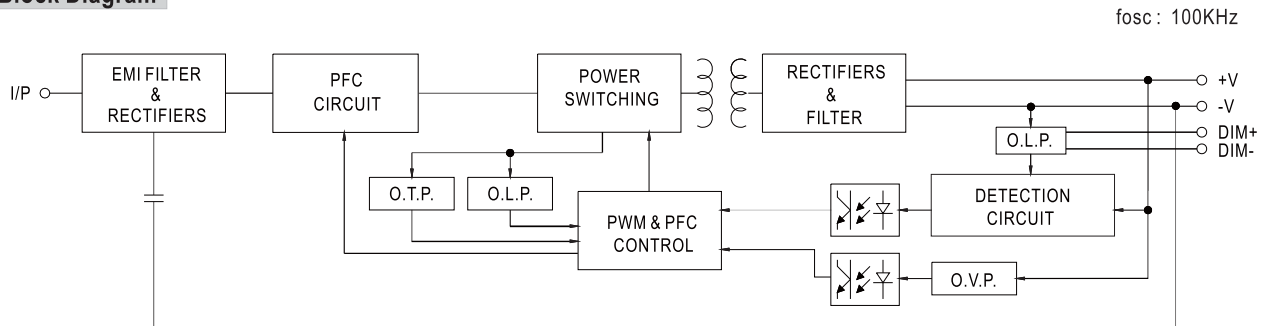 Block Diagram
fosc : 100KHz
I/P
EMI FILTER
&
RECTIFIERS
PFC
CIRCUIT
POWER
SWITCHING
RECTIFIERS
&
FILTER
+V
-V
DIM+
DIM-
O.L.P.
O.T.P.
O.L.P.
PWM & PFC
CONTROL
DETECTION
CIRCUIT
O.V.P.